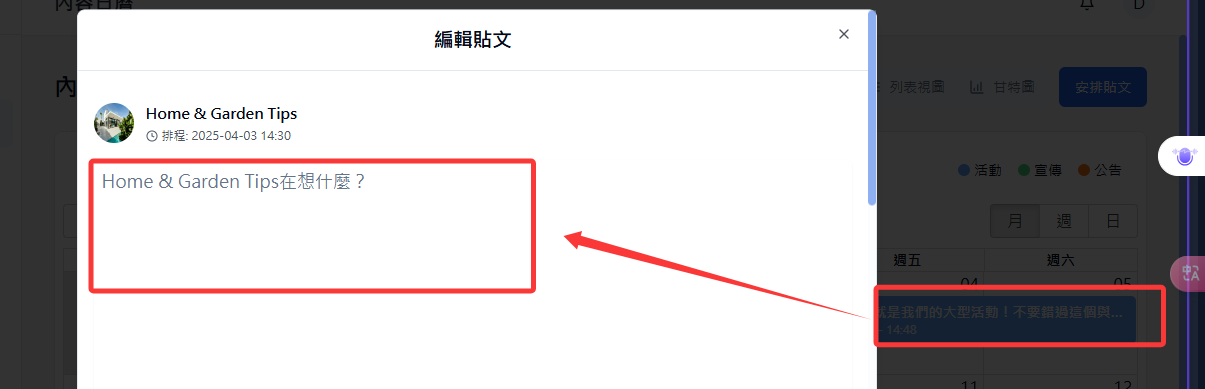 內容日曆
D
編輯貼文
×
內
列表視圖
甘特圖
安排貼文
Home & Garden Tips
排程: 2025-04-03 14:30
活動
宣傳
公告
Home & Garden Tips在想什麼？
月
週
日
週五
週六
04
05
就是我們的大型活動！不要錯過這個與...
- 14:48
11
12
中A